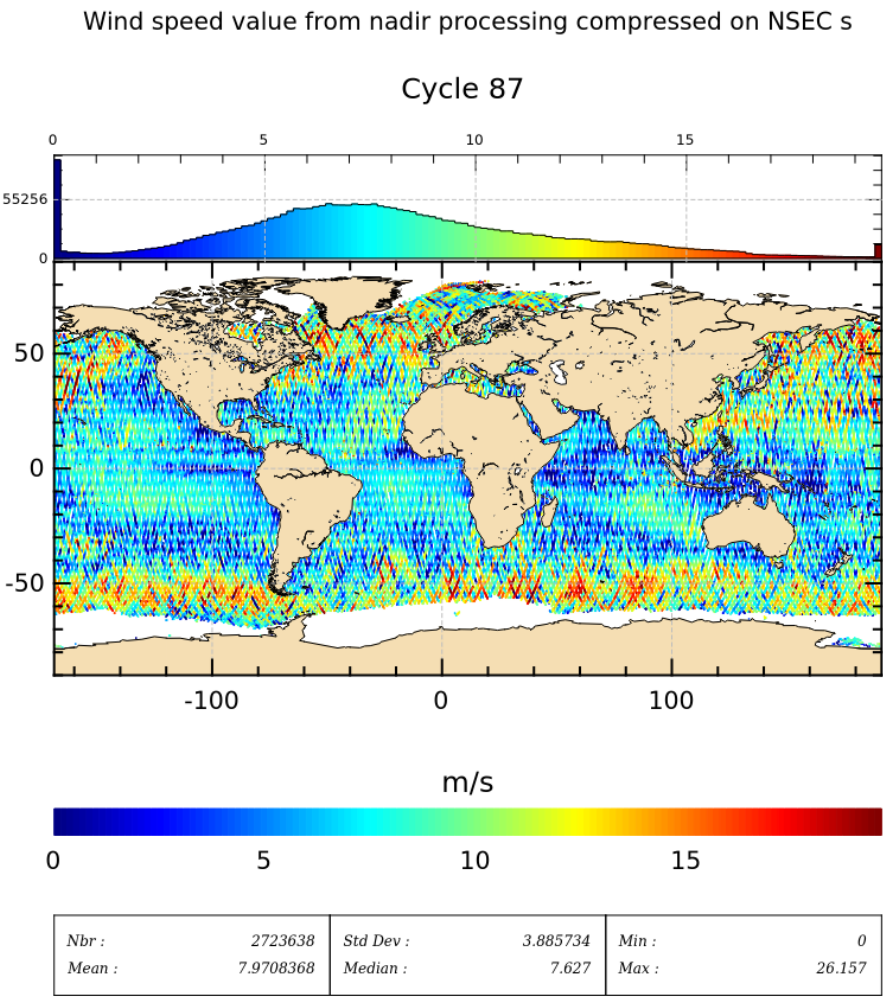 Wind speed value from nadir processing compressed on NSEC s
Cycle 87
0 5 10 15
55256
0
50
0
-50
-100 0 100
m/s
0 5 10 15
Nbr : 2723638 Std Dev : 3.885734 Min : 0
Mean : 7.9708368 Median : 7.627 Max : 26.157